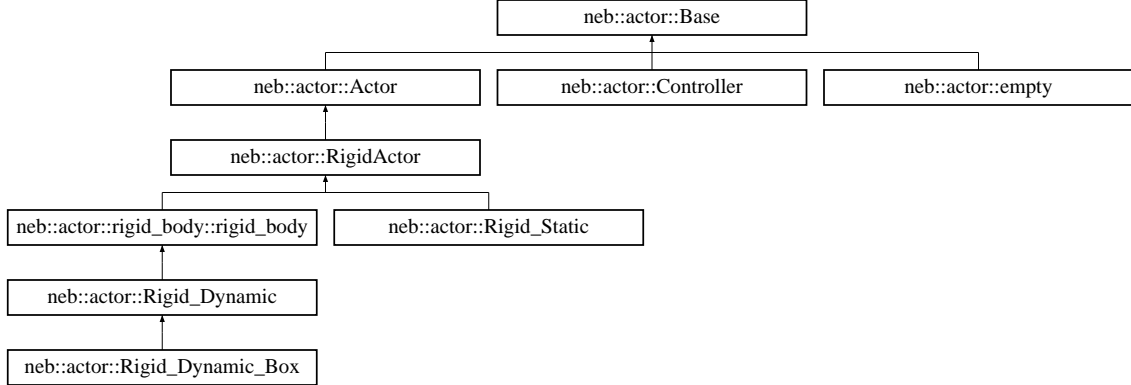 neb::actor::Base
neb::actor::Actor
neb::actor::Controller
neb::actor::empty
neb::actor::RigidActor
neb::actor::rigid_body::rigid_body
neb::actor::Rigid_Static
neb::actor::Rigid_Dynamic
neb::actor::Rigid_Dynamic_Box